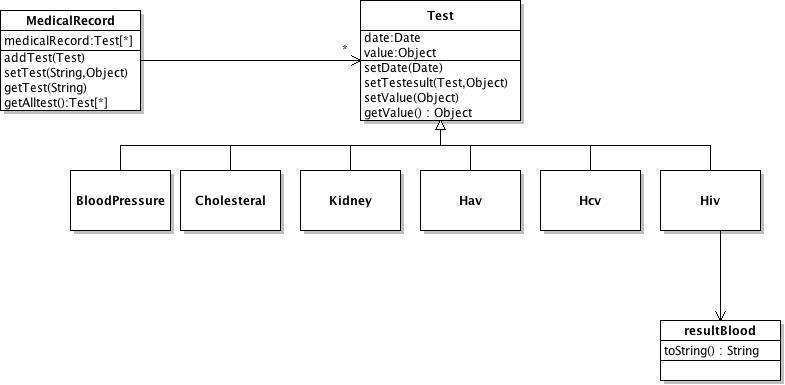 MedicalRecord
medicalRecord:Test[*]
addTest(Test)
setTest(String,Object)
getTest(String)
getAlltest():Test[*]
*
Test
date:Date
value:Object
setDate(Date)
setTestesult(Test,Object)
setValue(Object)
getValue() : Object
BloodPressure
Cholesteral
Kidney
Hav
Hcv
Hiv
resultBlood
toString() : String